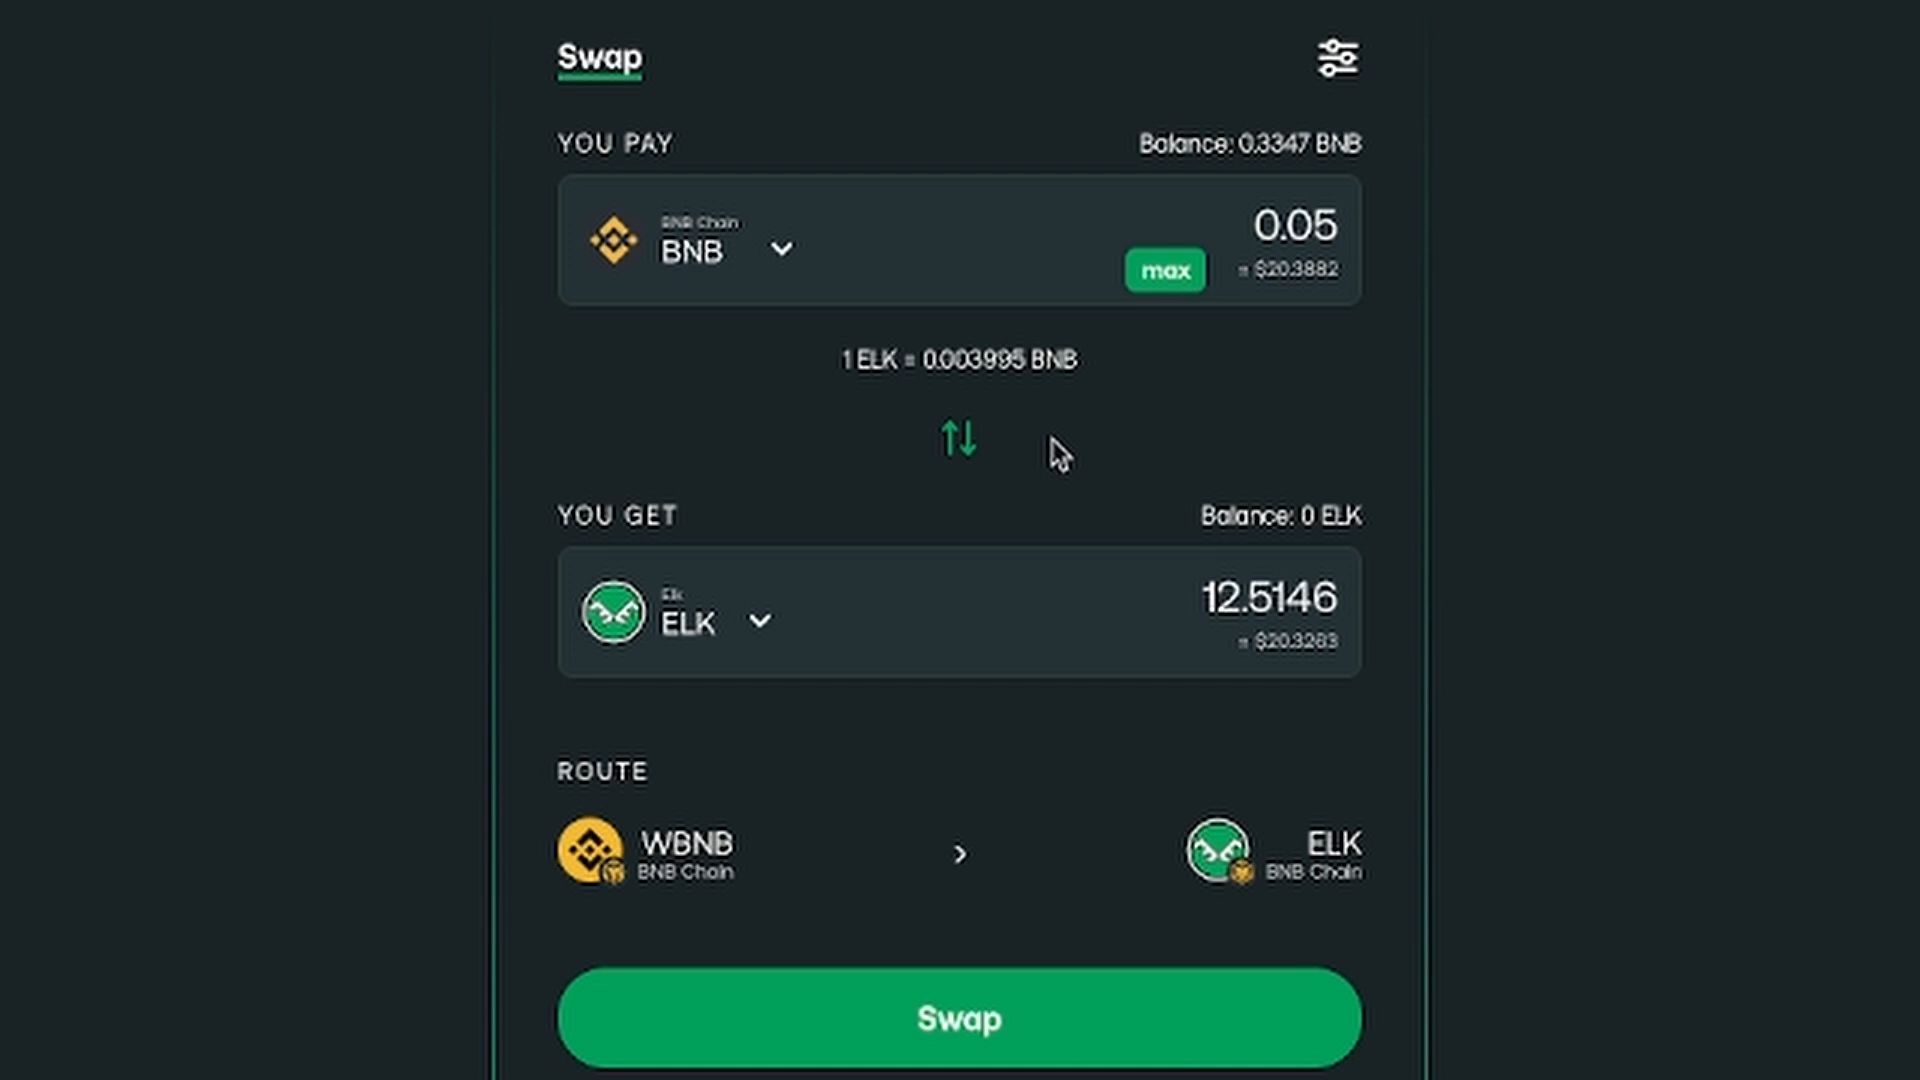 Swap
YOU PAY
Balance: 0.3347 BNB
BNB Chain
BNB
0.05
max
≈ $20.3882
1 ELK = 0.003995 BNB
YOU GET
Balance: 0 ELK
Elk
ELK
12.5146
≈ $20.3263
ROUTE
WBNB
BNB Chain
ELK
BNB Chain
Swap